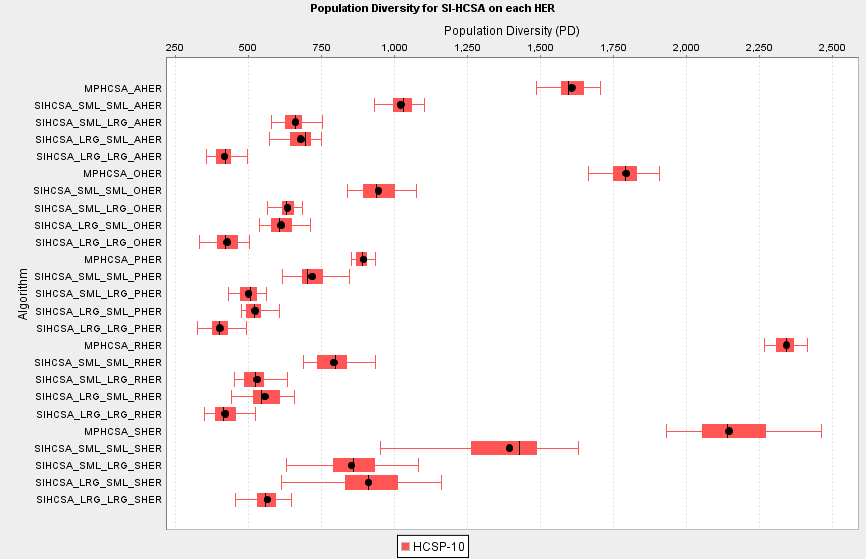 Population Diversity for SI-HCSA on each HER
Population Diversity (PD)
250 500 750 1,000 1,250 1,500 1,750 2,000 2,250 2,500
Algorithm
MPHCSA_AHER
SIHCSA_SML_SML_AHER
SIHCSA_SML_LRG_AHER
SIHCSA_LRG_SML_AHER
SIHCSA_LRG_LRG_AHER
MPHCSA_OHER
SIHCSA_SML_SML_OHER
SIHCSA_SML_LRG_OHER
SIHCSA_LRG_SML_OHER
SIHCSA_LRG_LRG_OHER
MPHCSA_PHER
SIHCSA_SML_SML_PHER
SIHCSA_SML_LRG_PHER
SIHCSA_LRG_SML_PHER
SIHCSA_LRG_LRG_PHER
MPHCSA_RHER
SIHCSA_SML_SML_RHER
SIHCSA_SML_LRG_RHER
SIHCSA_LRG_SML_RHER
SIHCSA_LRG_LRG_RHER
MPHCSA_SHER
SIHCSA_SML_SML_SHER
SIHCSA_SML_LRG_SHER
SIHCSA_LRG_SML_SHER
SIHCSA_LRG_LRG_SHER
HCSP-10